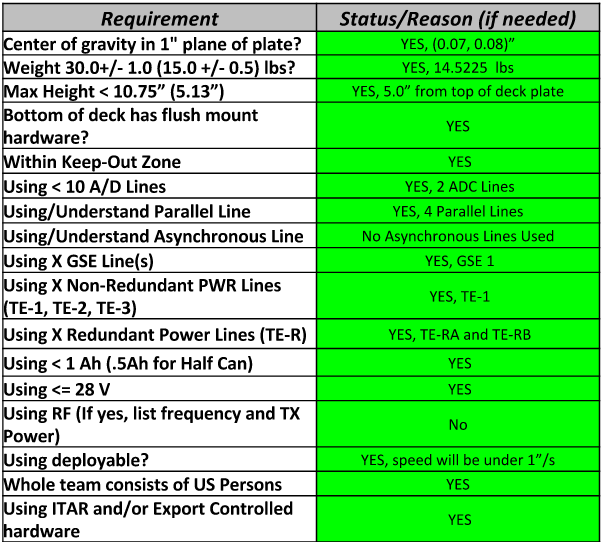 Requirement Status/Reason (if needed)
Center of gravity in 1" plane of plate? YES, (0.07, 0.08)”
Weight 30.0+/- 1.0 (15.0 +/- 0.5) lbs? YES, 14.5225 lbs
Max Height < 10.75” (5.13”) YES, 5.0” from top of deck plate
Bottom of deck has flush mount
hardware?
YES
Within Keep-Out Zone YES
Using < 10 A/D Lines YES, 2 ADC Lines
Using/Understand Parallel Line YES, 4 Parallel Lines
Using/Understand Asynchronous Line No Asynchronous Lines Used
Using X GSE Line(s) YES, GSE 1
Using X Non-Redundant PWR Lines
(TE-1, TE-2, TE-3)
YES, TE-1
Using X Redundant Power Lines (TE-R) YES, TE-RA and TE-RB
Using < 1 Ah (.5Ah for Half Can) YES
Using <= 28 V YES
Using RF (If yes, list frequency and TX
Power)
No
Using deployable? YES, speed will be under 1”/s
Whole team consists of US Persons YES
Using ITAR and/or Export Controlled
hardware
YES